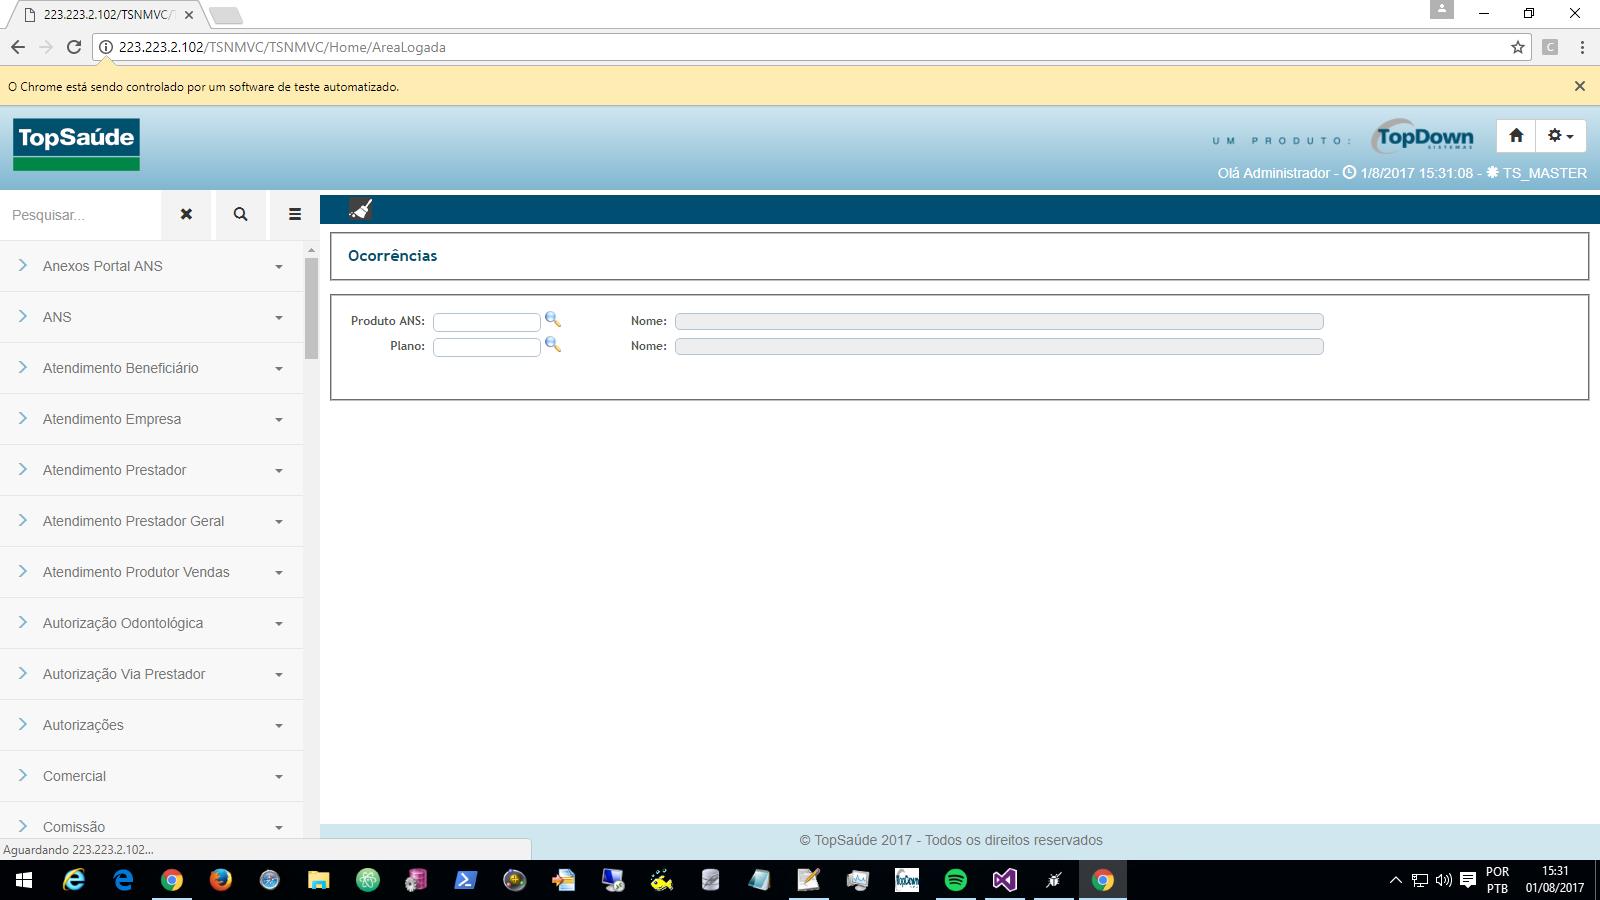 223.223.2.102/TSNMVC/
223.223.2.102/TSNMVC/TSNMVC/Home/AreaLogada
C
O Chrome está sendo controlado por um software de teste automatizado.
TopSaúde
UM PRODUTO:
TopDown
SISTEMAS
Olá Administrador - 1/8/2017 15:31:08 - TS_MASTER
Pesquisar...
Ocorrências
Produto ANS:
Nome:
Plano:
Nome:
Anexos Portal ANS
ANS
Atendimento Beneficiário
Atendimento Empresa
Atendimento Prestador
Atendimento Prestador Geral
Atendimento Produtor Vendas
Autorização Odontológica
Autorização Via Prestador
Autorizações
Comercial
Comissão
Aguardando 223.223.2.102...
© TopSaúde 2017 - Todos os direitos reservados
TopDown
POR
PTB
15:31
01/08/2017